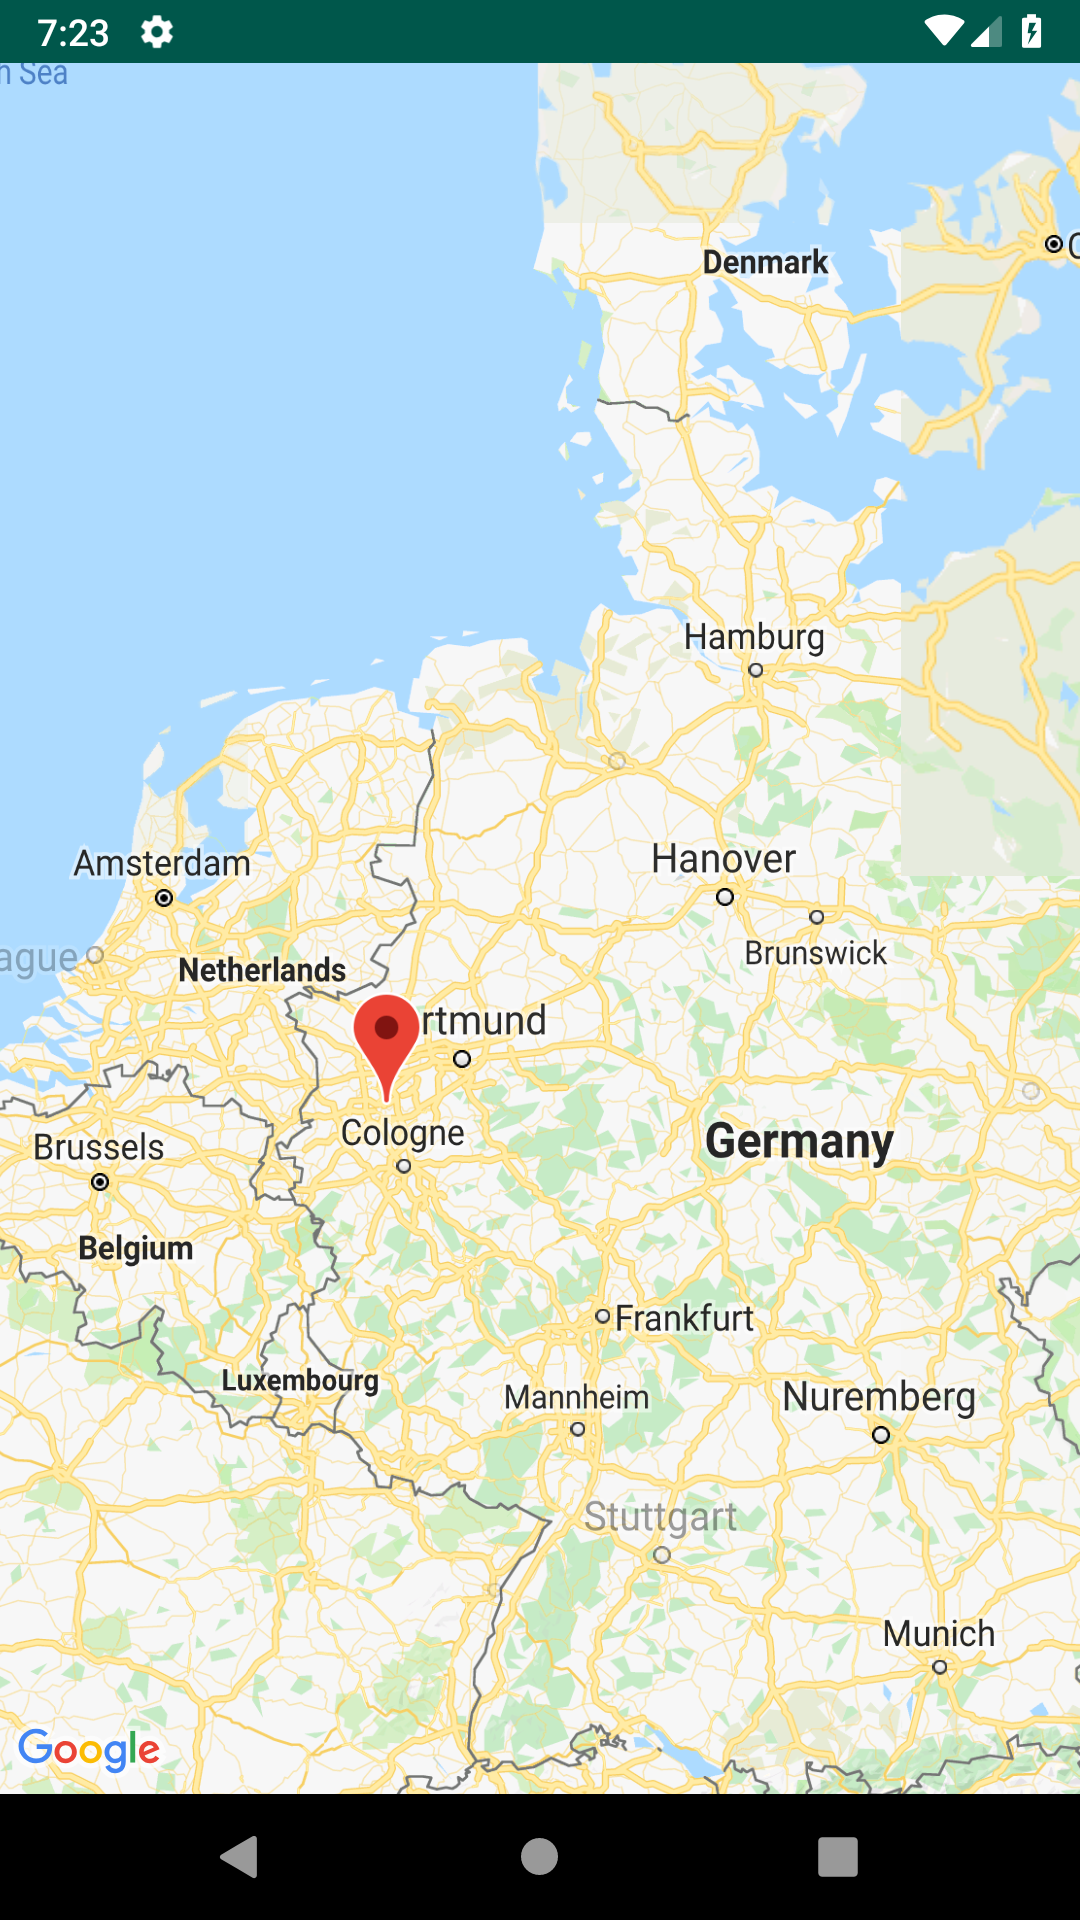 7:23
n Sea
Denmark
C
Hamburg
Hanover
Amsterdam
Brunswick
ague
Netherlands
rtmund
Cologne
Germany
Brussels
Belgium
Frankfurt
Luxembourg
Mannheim
Nuremberg
Stuttgart
Munich
Google